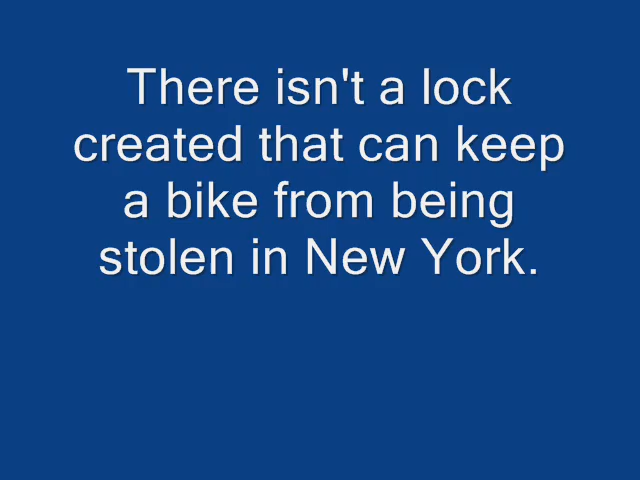 There isn't a lock
created that can keep
a bike from being
stolen in New York.